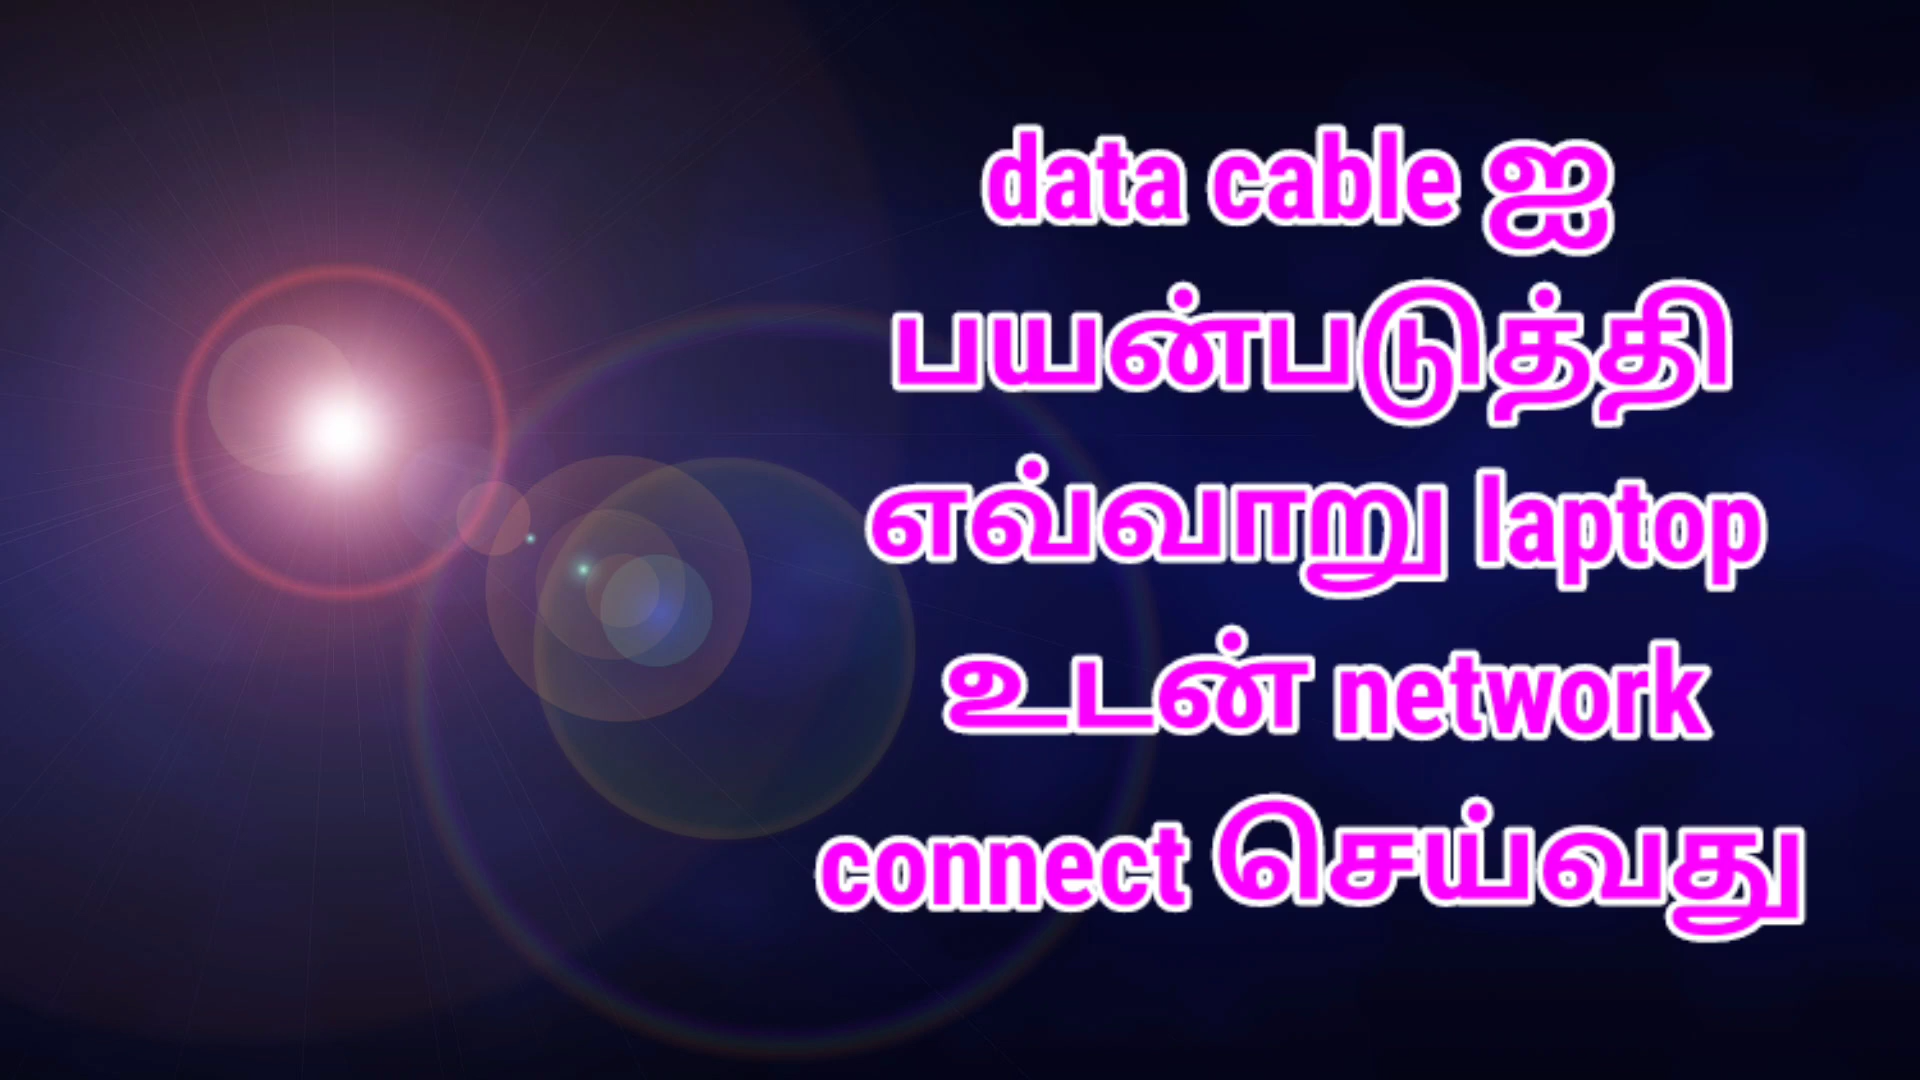 data cable ஐ
பயன்படுத்தி
எவ்வாறு laptop
உடன் network
connect செய்வது